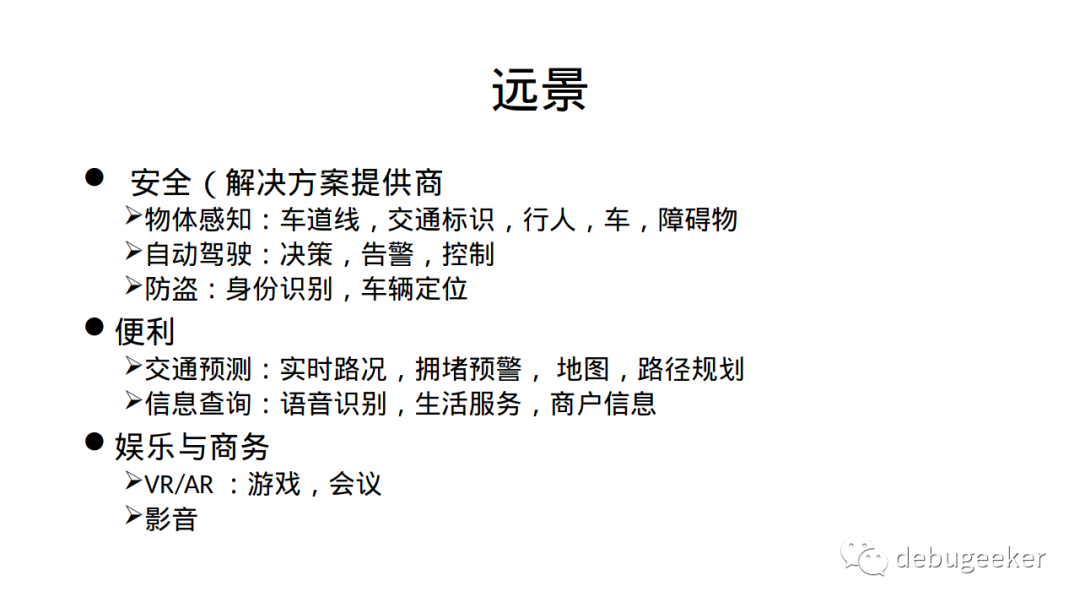 远景
● 安全（解决方案提供商
➢物体感知：车道线，交通标识，行人，车，障碍物
➢自动驾驶：决策，告警，控制
➢防盗：身份识别，车辆定位
● 便利
➢交通预测：实时路况，拥堵预警， 地图，路径规划
➢信息查询：语音识别，生活服务，商户信息
● 娱乐与商务
➢VR/AR ：游戏，会议
➢影音
debugeeker